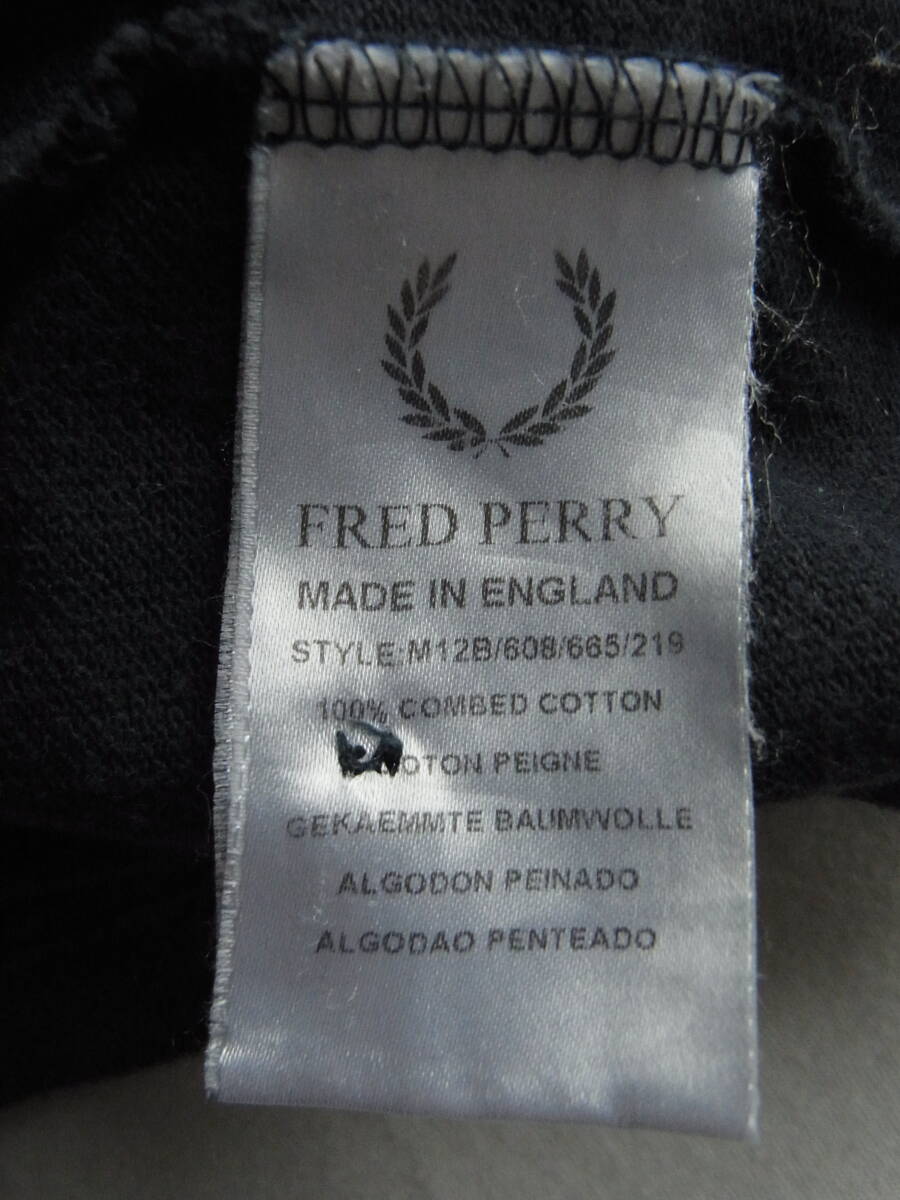 FRED PERRY
MADE IN ENGLAND
STYLE:M12B/608/665/219
100% COMBED COTTON
PEIGNE
GEKAEMMTE BAUMWOLLE
ALGODON PEINADO
ALGODAO PENTEADO